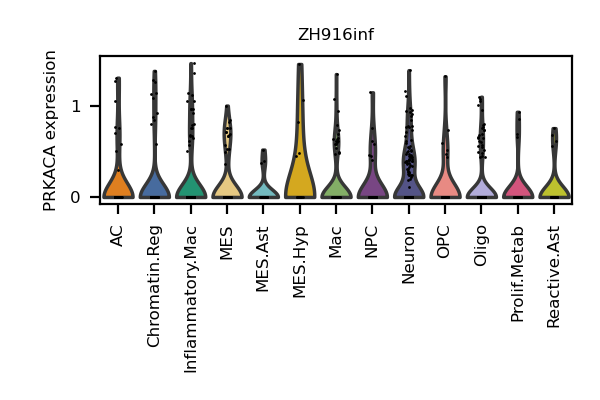 ZH916inf
PRKACA expression
1
0
AC
Chromatin.Reg
Inflammatory.Mac
MES
MES.Ast
MES.Hyp
Mac
NPC
Neuron
OPC
Oligo
Prolif.Metab
Reactive.Ast